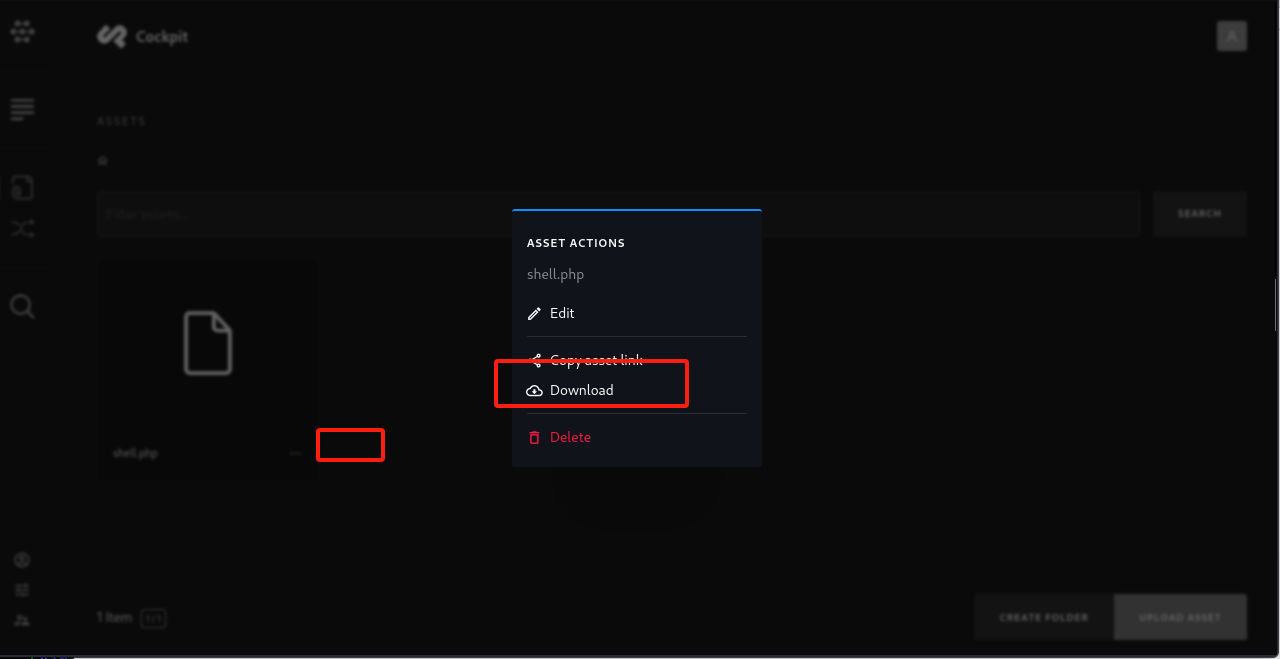 Cockpit
A
ASSETS
Filter assets...
SEARCH
ASSET ACTIONS
shell.php
Edit
Copy asset link
Download
Delete
shell.php
1 Item 1/1
CREATE FOLDER
UPLOAD ASSET